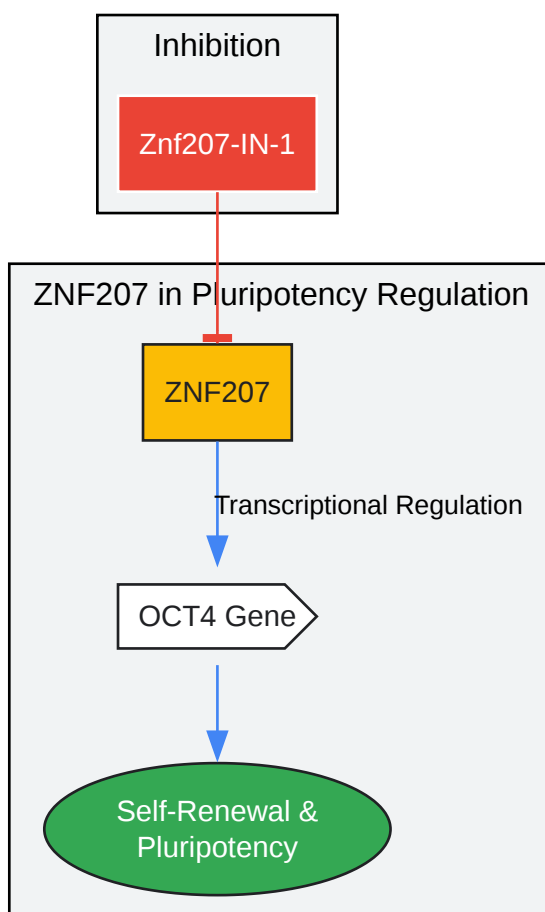 Inhibition
Znf207-IN-1
ZNF207 in Pluripotency Regulation
ZNF207
Transcriptional Regulation
OCT4 Gene
Self-Renewal &
Pluripotency